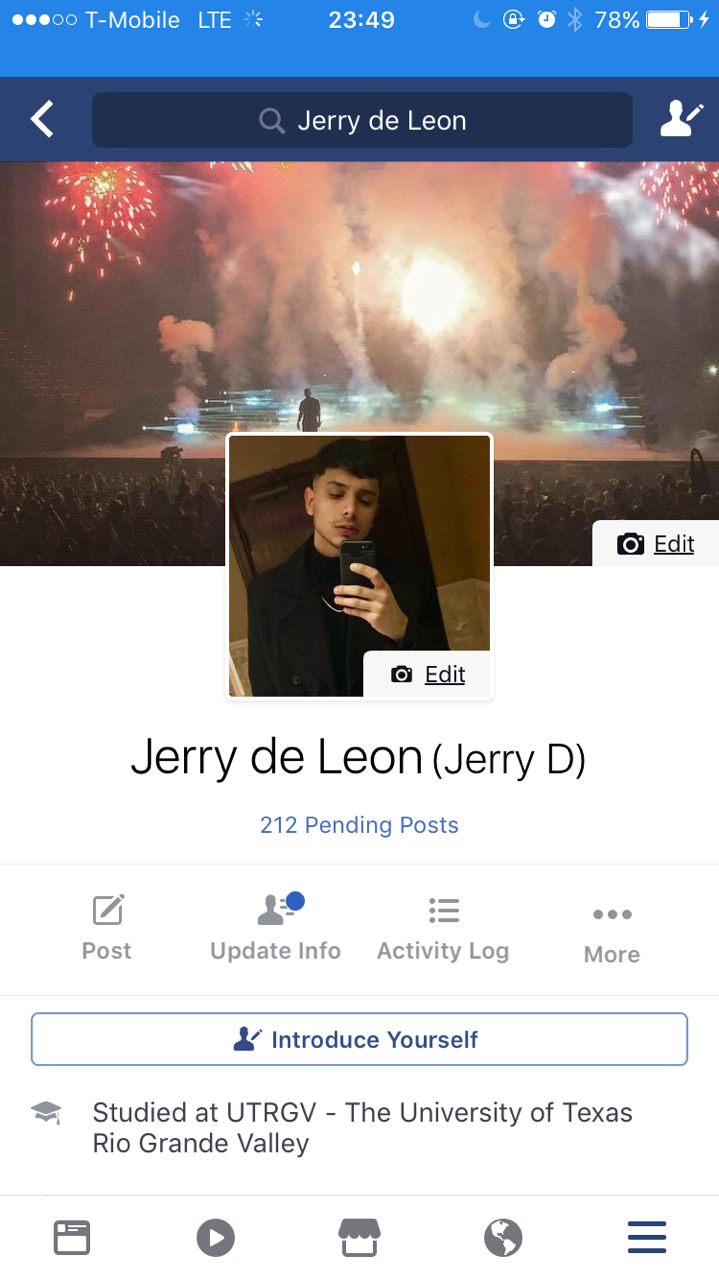 T-Mobile LTE 23:49 78%
Jerry de Leon
Edit
Edit
Jerry de Leon (Jerry D)
212 Pending Posts
Post Update Info Activity Log More
Introduce Yourself
Studied at UTRGV - The University of Texas
Rio Grande Valley